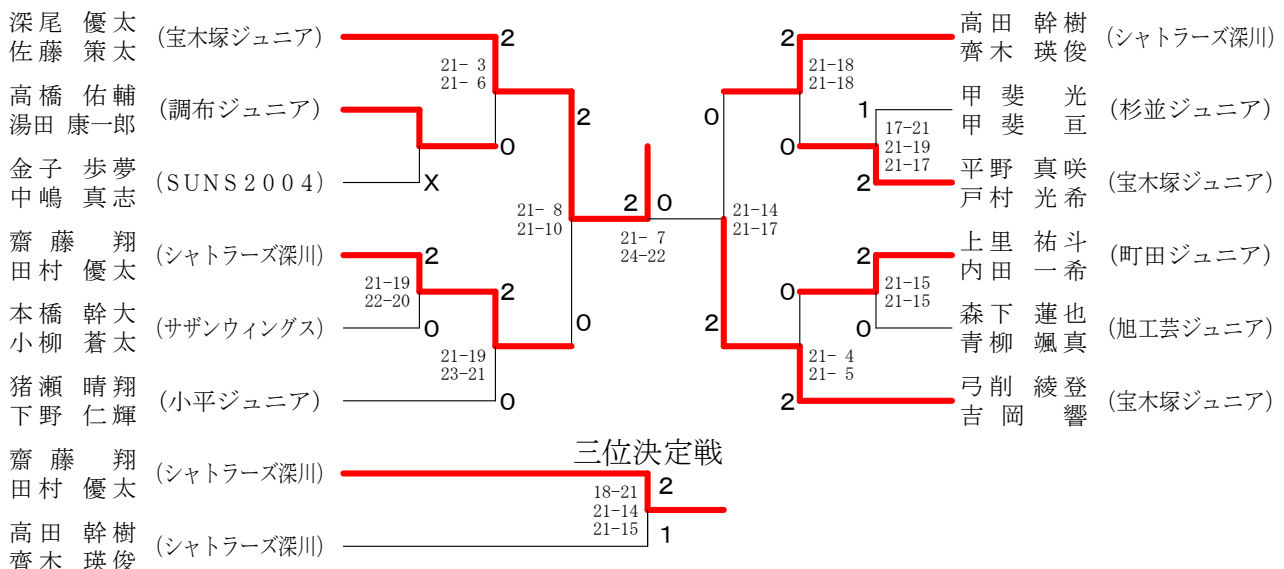 深尾 優太
佐藤 策太
(宝木塚ジュニア)
2
21- 3
21- 6
高橋 佑輔
湯田 康一郎
(調布ジュニア)
0
金子 歩夢
中嶋 真志
(SUNS2004)
X
2
21- 8
21-10
齋藤 翔
田村 優太
(シャトラーズ深川)
2
21-19
22-20
本橋 幹大
小柳 蒼太
(サザンウィングス)
0
2
21-19
23-21
0
猪瀬 晴翔
下野 仁輝
(小平ジュニア)
0
2 0
21- 7
24-22
高田 幹樹
齊木 瑛俊
(シャトラーズ深川)
2
21-18
21-18
甲斐 光
甲斐 亘
(杉並ジュニア)
1
17-21
21-19
21-17
0
平野 真咲
戸村 光希
(宝木塚ジュニア)
2
0
21-14
21-17
上里 祐斗
内田 一希
(町田ジュニア)
2
21-15
21-15
0
森下 蓮也
青柳 颯真
(旭工芸ジュニア)
0
2
21- 4
21- 5
弓削 綾登
吉岡 響
(宝木塚ジュニア)
2
三位決定戦
齋藤 翔
田村 優太
(シャトラーズ深川)
2
18-21
21-14
21-15
高田 幹樹
齊木 瑛俊
(シャトラーズ深川)
1